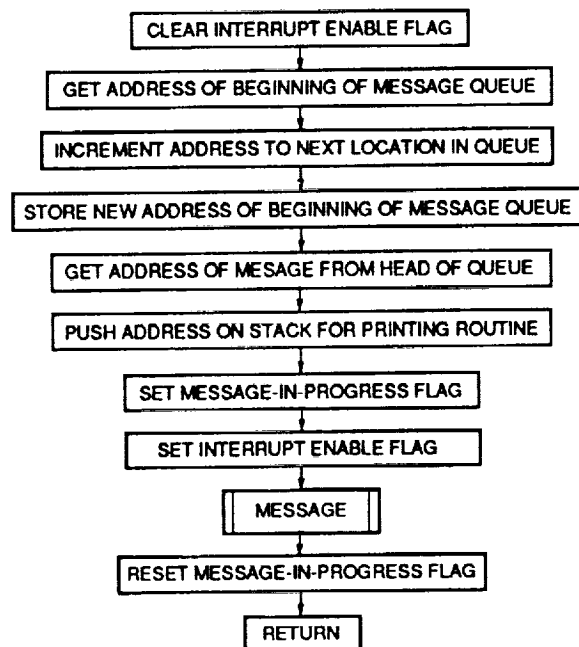 CLEAR INTERRUPT ENABLE FLAG
GET ADDRESS OF BEGINNING OF MESSAGE QUEUE
INCREMENT ADDRESS TO NEXT LOCATION IN QUEUE
STORE NEW ADDRESS OF BEGINNING OF MESSAGE QUEUE
GET ADDRESS OF MESAGE FROM HEAD OF QUEUE
PUSH ADDRESS ON STACK FOR PRINTING ROUTINE
SET MESSAGE-IN-PROGRESS FLAG
SET INTERRUPT ENABLE FLAG
MESSAGE
RESET MESSAGE-IN-PROGRESS FLAG
RETURN